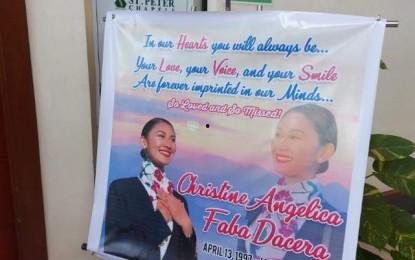 ST. PETER
CHAPELS
In our Hearts you will always be...
Your Love, your Voice, and your Smile
Are forever imprinted in our Minds...
So Loved and So Missed!
Christine Angelica
Faba Dacera
APRIL 13, 1997